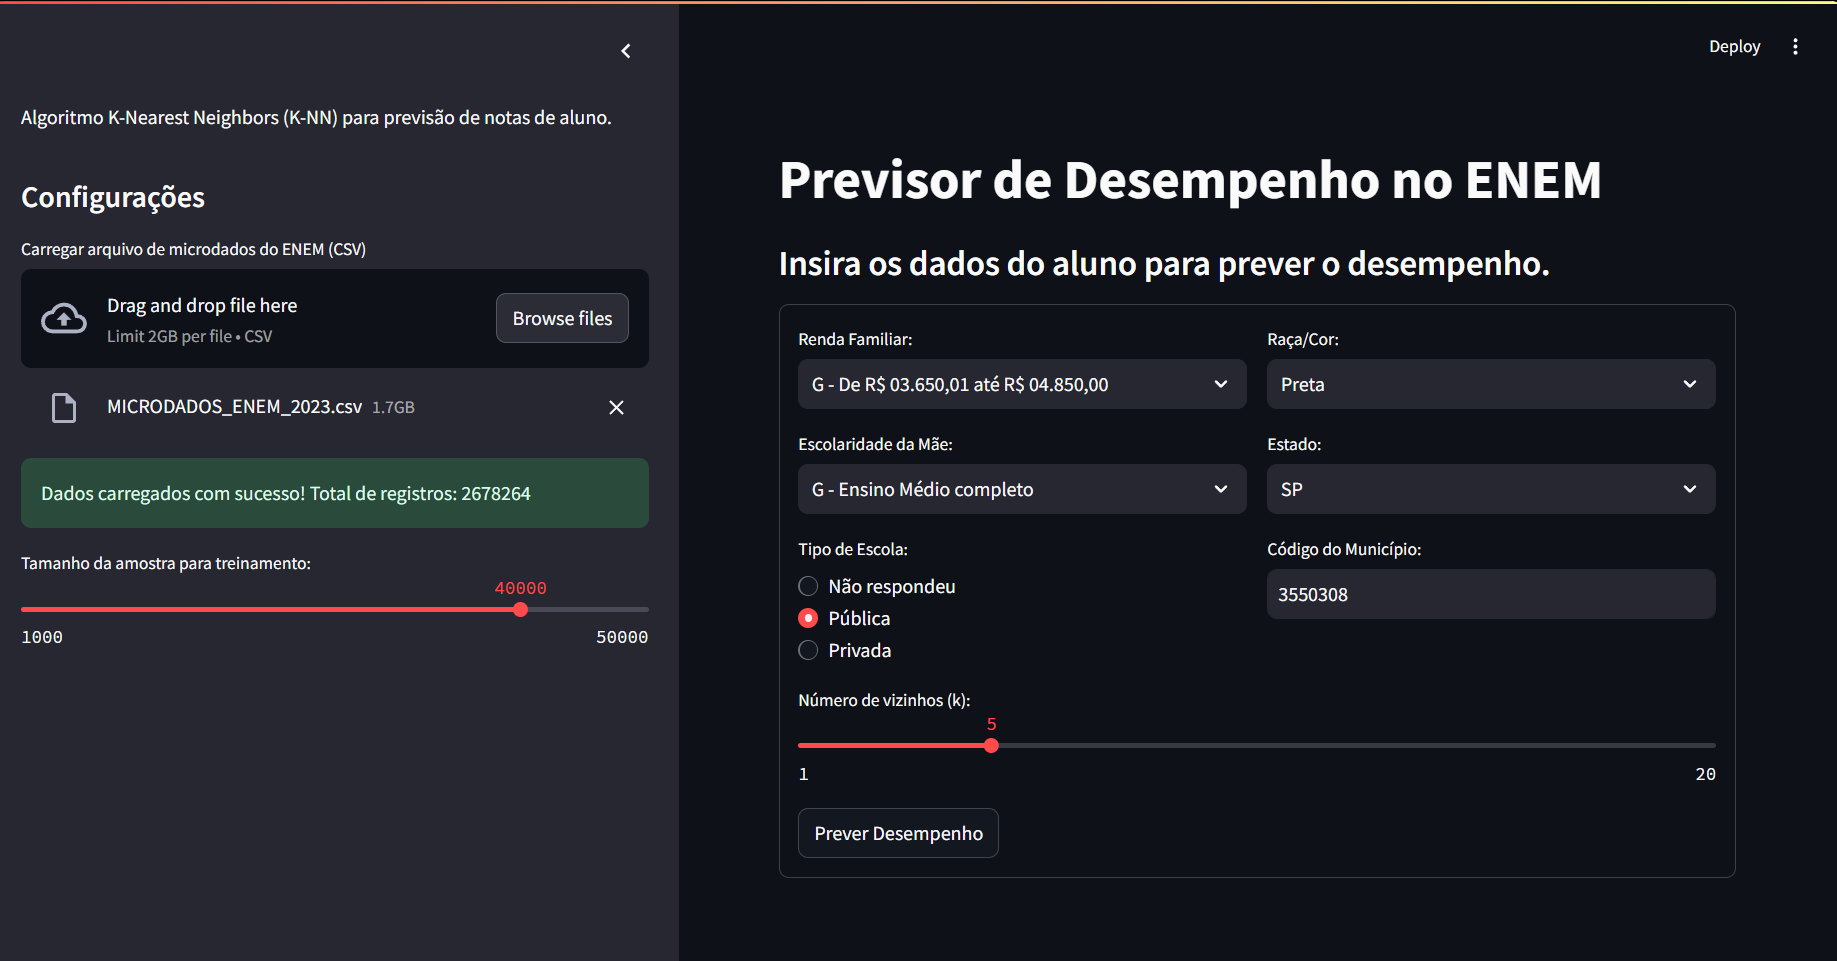 Deploy
Algoritmo K-Nearest Neighbors (K-NN) para previsão de notas de aluno.
Configurações
Carregar arquivo de microdados do ENEM (CSV)
Drag and drop file here
Limit 2GB per file • CSV
Browse files
MICRODADOS_ENEM_2023.csv 1.7GB
Dados carregados com sucesso! Total de registros: 2678264
Tamanho da amostra para treinamento:
40000
1000 50000
Previsor de Desempenho no ENEM
Insira os dados do aluno para prever o desempenho.
Renda Familiar:
G - De R$ 03.650,01 até R$ 04.850,00
Raça/Cor:
Preta
Escolaridade da Mãe:
G - Ensino Médio completo
Estado:
SP
Tipo de Escola:
Não respondeu
Pública
Privada
Código do Município:
3550308
Número de vizinhos (k):
5
1 20
Prever Desempenho